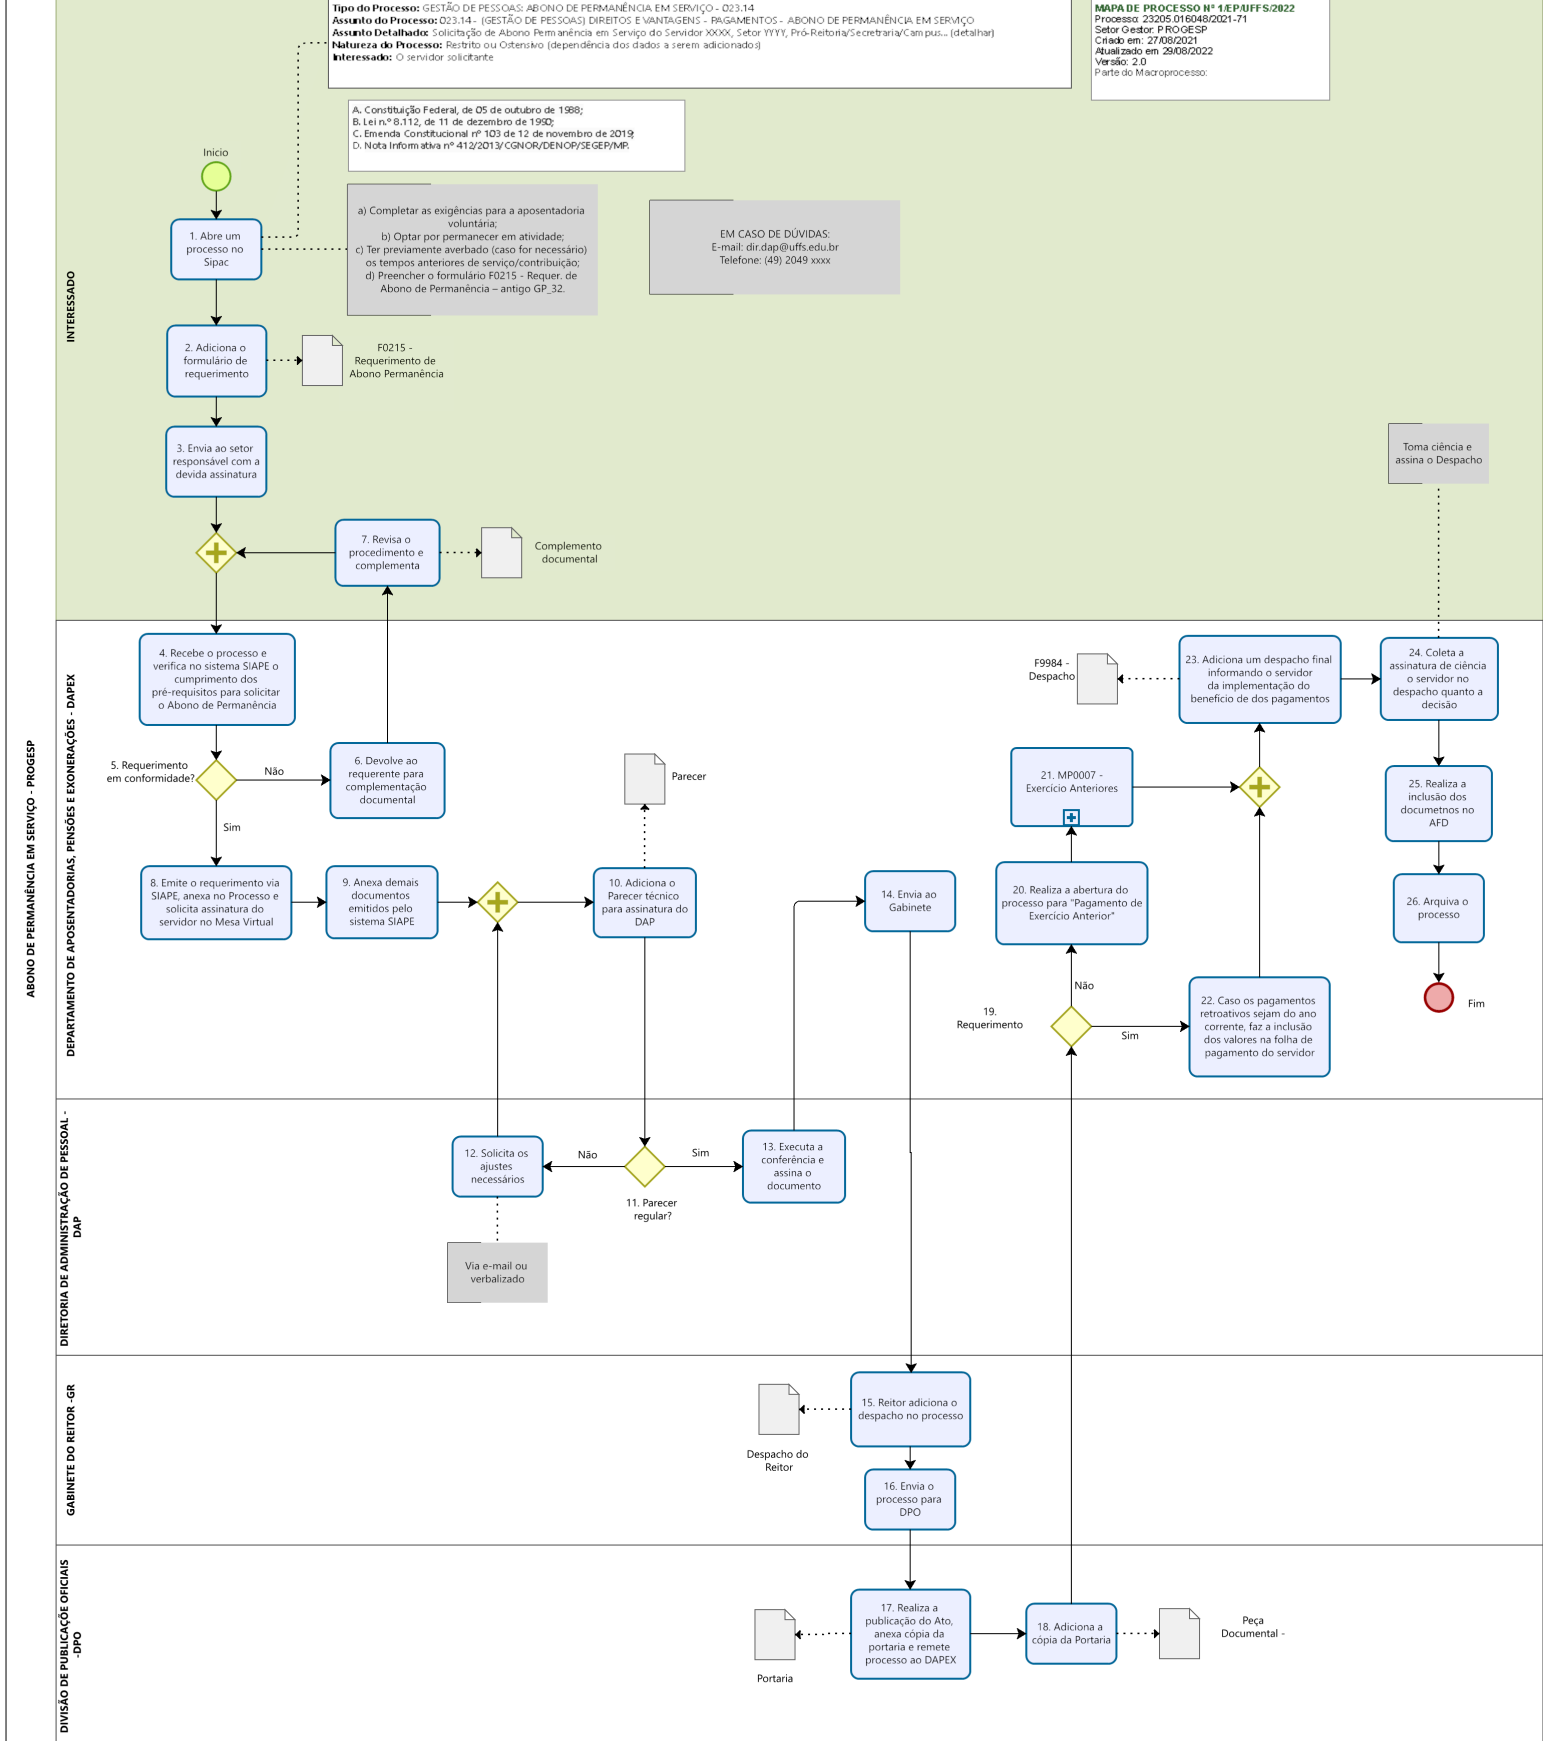 Tipo do Processo: GESTÃO DE PESSOAS: ABONO DE PERMANÊNCIA EM SERVIÇO - 023.14
Assunto do Processo: 023.14 - (GESTÃO DE PESSOAS) DIREITOS E VANTAGENS - PAGAMENTOS - ABONO DE PERMANÊNCIA EM SERVIÇO
Assunto Detalhado: Solicitação de Abono Permanência em Serviço do Servidor XXXX, Setor YYYY, Pró-Reitoria/Secretraria/Campus... (detalhar)
Natureza do Processo: Restrito ou Ostensivo (dependência dos dados a serem adicionados)
Interessado: O servidor solicitante
MAPA DE PROCESSO Nº 1/EP/UFFS/2022
Processo: 23205.016048/2021-71
Setor Gestor: PROGESP
Criado em: 27/08/2021
Atualizado em 29/08/2022
Versão: 2.0
Parte do Macroprocesso:
A. Constituição Federal, de 05 de outubro de 1988;
B. Lei n.º 8.112, de 11 de dezembro de 1990;
C. Emenda Constitucional nº 103 de 12 de novembro de 2019;
D. Nota Informativa nº 412/2013/CGNOR/DENOP/SEGEP/MP.
Inicio
a) Completar as exigências para a aposentadoria
voluntária;
b) Optar por permanecer em atividade;
c) Ter previamente averbado (caso for necessário)
os tempos anteriores de serviço/contribuição;
d) Preencher o formulário F0215 - Requer. de
Abono de Permanência – antigo GP_32.
EM CASO DE DÚVIDAS:
E-mail: dir.dap@uffs.edu.br
Telefone: (49) 2049 xxxx
1. Abre um
processo no
Sipac
INTERESSADO
2. Adiciona o
formulário de
requerimento
F0215 -
Requerimento de
Abono Permanência
3. Envia ao setor
responsável com a
devida assinatura
Toma ciência e
assina o Despacho
7. Revisa o
procedimento e
complementa
Complemento
documental
ABONO DE PERMANÊNCIA EM SERVIÇO - PROGESP
DEPARTAMENTO DE APOSENTADORIAS, PENSÕES E EXONERAÇÕES - DAPEX
4. Recebe o processo e
verifica no sistema SIAPE o
cumprimento dos
pré-requisitos para solicitar
o Abono de Permanência
F9984 -
Despacho
23. Adiciona um despacho final
informando o servidor
da implementação do
benefício de dos pagamentos
24. Coleta a
assinatura de ciência
o servidor no
despacho quanto a
decisão
5. Requerimento
em conformidade?
Não
Sim
6. Devolve ao
requerente para
complementação
documental
Parecer
21. MP0007 -
Exercício Anteriores
25. Realiza a
inclusão dos
documetnos no
AFD
8. Emite o requerimento via
SIAPE, anexa no Processo e
solicita assinatura do
servidor no Mesa Virtual
9. Anexa demais
documentos
emitidos pelo
sistema SIAPE
10. Adiciona o
Parecer técnico
para assinatura do
DAP
14. Envia ao
Gabinete
20. Realiza a abertura do
processo para "Pagamento de
Exercício Anterior"
26. Arquiva o
processo
Não
19.
Requerimento
Sim
22. Caso os pagamentos
retroativos sejam do ano
corrente, faz a inclusão
dos valores na folha de
pagamento do servidor
Fim
DIRETORIA DE ADMINISTRAÇÃO DE PESSOAL -
DAP
12. Solicita os
ajustes
necessários
Não
Sim
11. Parecer
regular?
13. Executa a
conferência e
assina o
documento
Via e-mail ou
verbalizado
GABINETE DO REITOR -GR
15. Reitor adiciona o
despacho no processo
Despacho do
Reitor
16. Envia o
processo para
DPO
DIVISÃO DE PUBLICAÇÕE OFICIAIS
-DPO
17. Realiza a
publicação do Ato,
anexa cópia da
portaria e remete
processo ao DAPEX
Portaria
18. Adiciona a
cópia da Portaria
Peça
Documental -